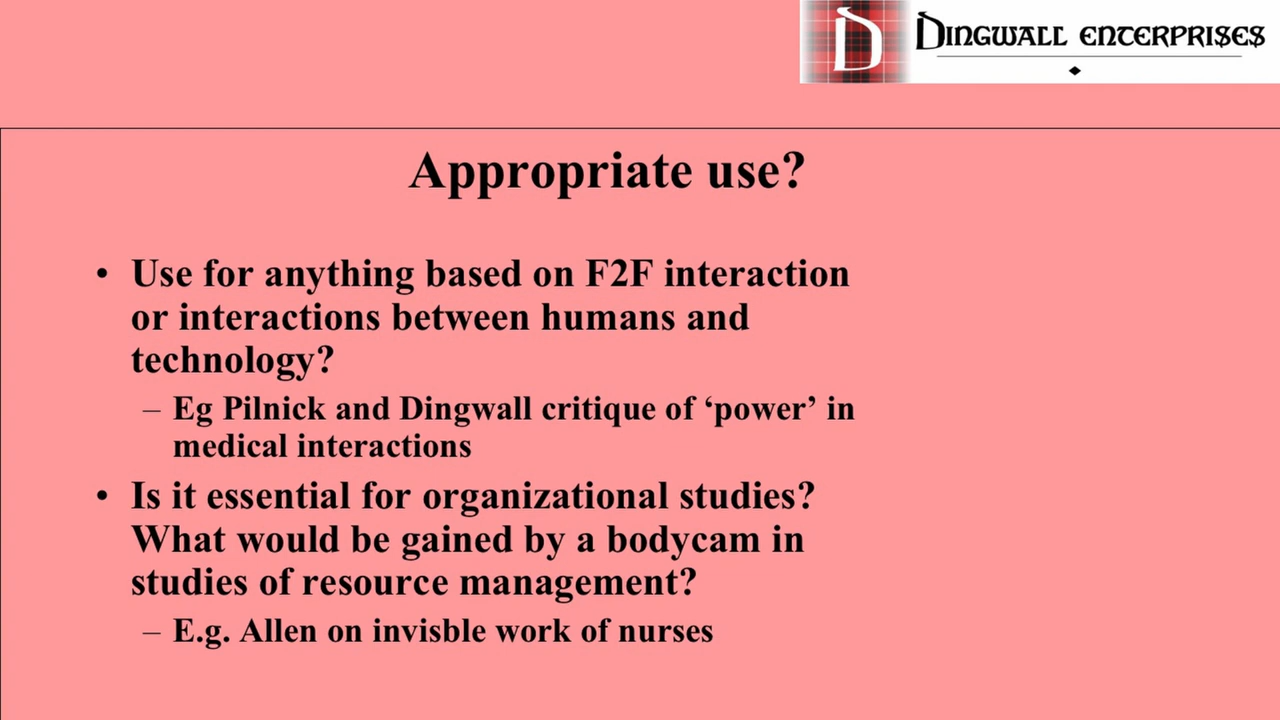 D DINGWALL ENTERPRISES
Appropriate use?
• Use for anything based on F2F interaction
or interactions between humans and
technology?
– Eg Pilnick and Dingwall critique of ‘power’ in
medical interactions
• Is it essential for organizational studies?
What would be gained by a bodycam in
studies of resource management?
– E.g. Allen on invisble work of nurses